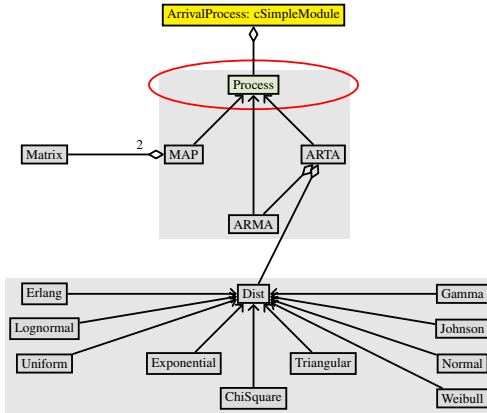 ArrivalProcess: cSimpleModule
Process
2
Matrix
MAP
ARTA
ARMA
Erlang
Dist
Gamma
Lognormal
Johnson
Uniform
Exponential
Triangular
Normal
ChiSquare
Weibull